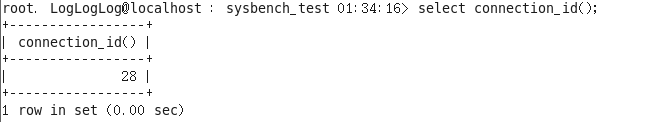 root. LogLogLog@localhost : sysbench_test 01:34:16> select connection_id();
+-----------------+
| connection_id() |
+-----------------+
|              28 |
+-----------------+
1 row in set (0.00 sec)